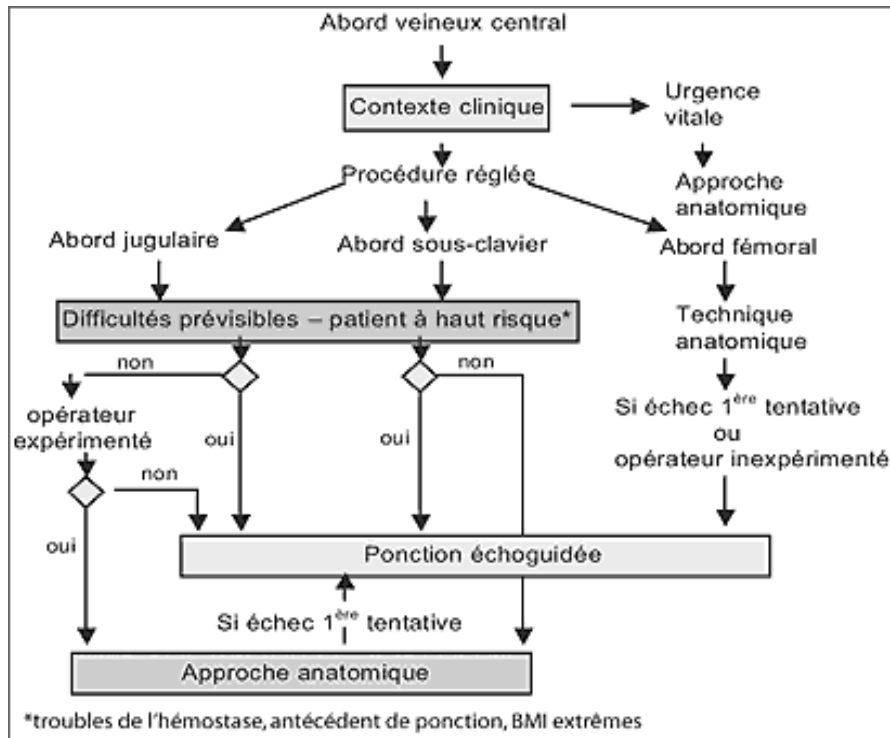 Abord veineux central
Contexte clinique
Urgence
vitale
Procédure réglée
Approche
anatomique
Abord jugulaire
Abord sous-clavier
Abord fémoral
Difficultés prévisibles – patient à haut risque*
Technique
anatomique
non
non
opérateur
expérimenté
oui
oui
Si échec 1ère tentative
ou
opérateur inexpérimenté
non
oui
Ponction échoguidée
Si échec 1ère tentative
Approche anatomique
*troubles de l'hémostase, antécédent de ponction, BMI extrêmes